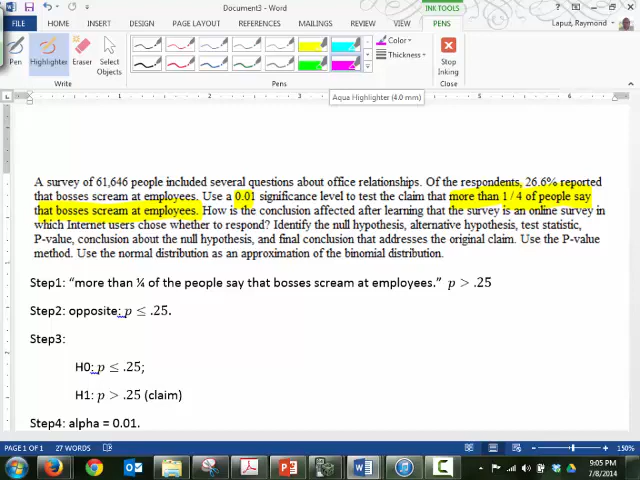 Document3 - Word
INK TOOLS
FILE
HOME
INSERT
DESIGN
PAGE LAYOUT
REFERENCES
MAILINGS
REVIEW
VIEW
PENS
Lapuz, Raymond
Pen
Highlighter
Eraser
Select
Objects
Color
Thickness
Stop
Inking
Write
Pens
Close
Aqua Highlighter (4.0 mm)
1
2
3
5
6
A survey of 61,646 people included several questions about office relationships. Of the respondents, 26.6% reported
that bosses scream at employees. Use a 0.01 significance level to test the claim that more than 1 / 4 of people say
that bosses scream at employees. How is the conclusion affected after learning that the survey is an online survey in
which Internet users chose whether to respond? Identify the null hypothesis, alternative hypothesis, test statistic,
P-value, conclusion about the null hypothesis, and final conclusion that addresses the original claim. Use the P-value
method. Use the normal distribution as an approximation of the binomial distribution.
Step1: “more than ¼ of the people say that bosses scream at employees.” p > .25
Step2: opposite: p ≤ .25.
Step3:
H0: p ≤ .25;
H1: p > .25 (claim)
Step4: alpha = 0.01.
PAGE 1 OF 1
27 WORDS
150%
9:05 PM
7/8/2014